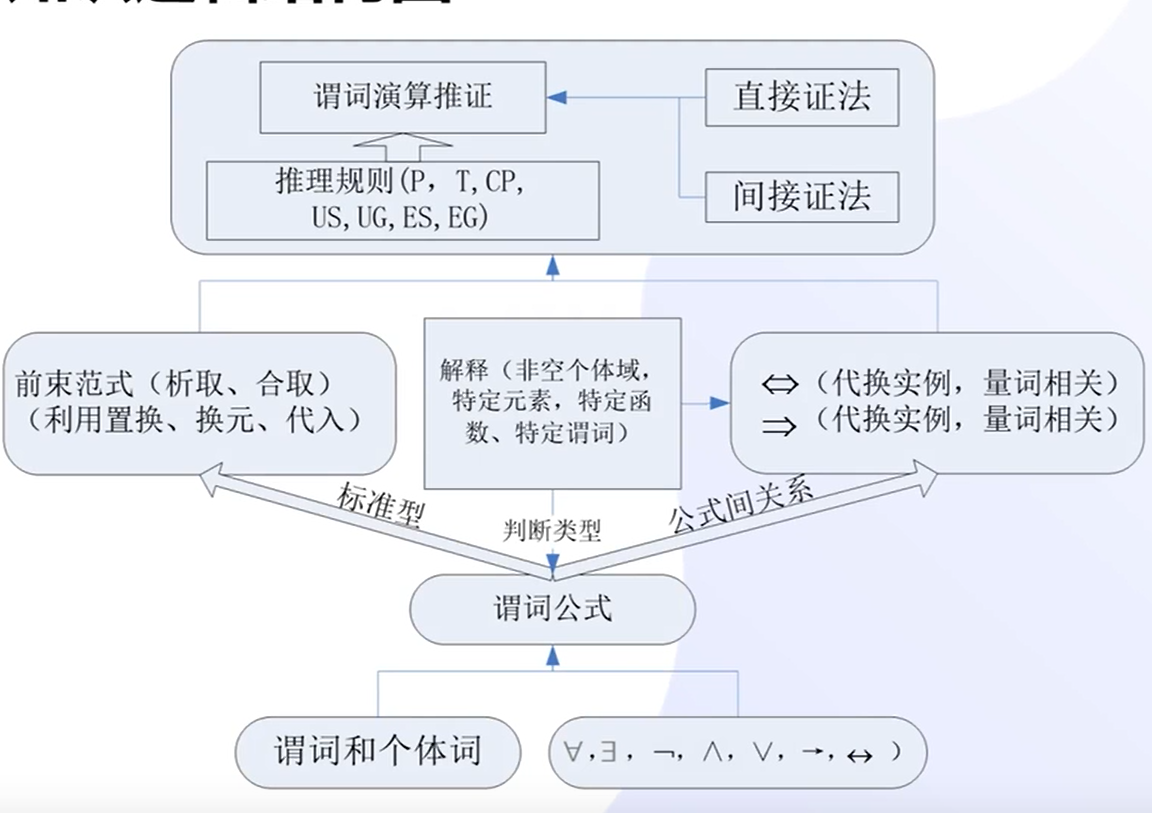 谓词演算推证
直接证法
推理规则(P，T,CP,
US,UG,ES,EG)
间接证法
前束范式（析取、合取）
（利用置换、换元、代入）
解释（非空个体域，
特定元素，特定函
数、特定谓词）
⇔（代换实例，量词相关）
⇒（代换实例，量词相关）
标准型
判断类型
公式间关系
谓词公式
谓词和个体词
∀,∃，¬，∧，∨，→，↔ ）